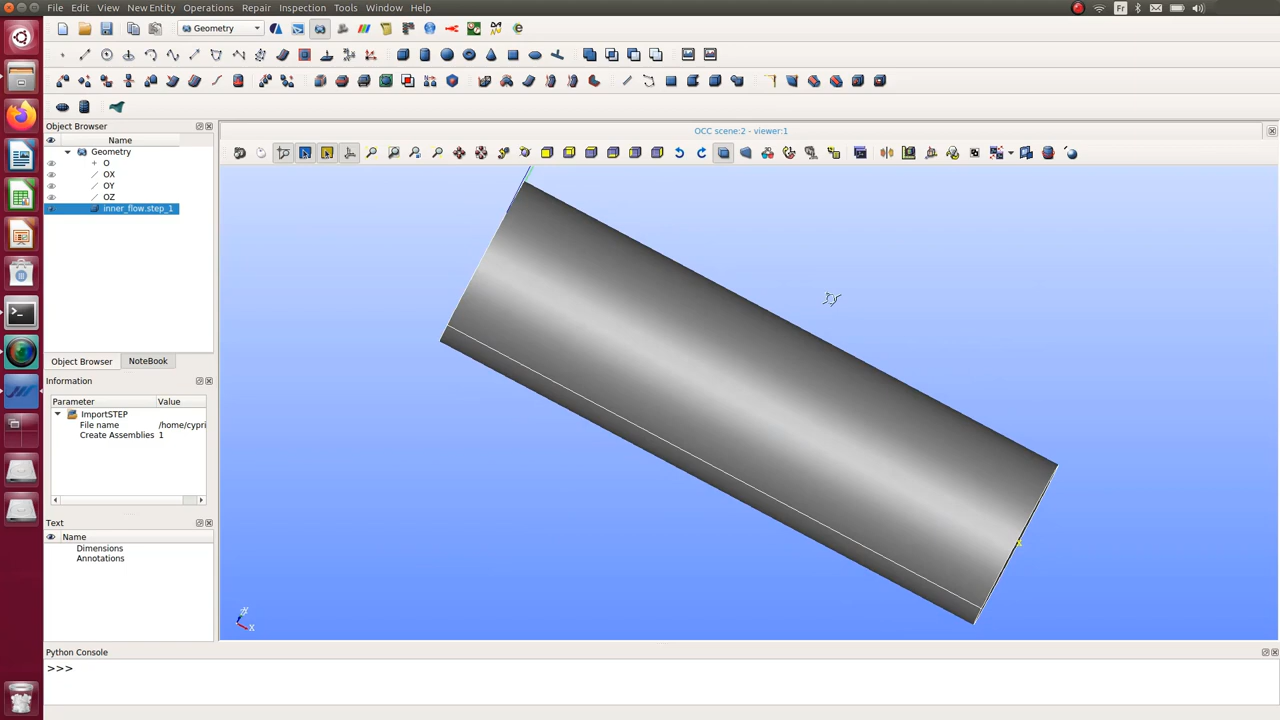 File Edit View New Entity Operations Repair Inspection Tools Window Help
Fr
Geometry
Object Browser
OCC scene:2 - viewer:1
Name
Geometry
O
OX
OY
OZ
inner_flow.step_1
Object Browser NoteBook
Information
Parameter Value
ImportSTEP
File name /home/cypri
Create Assemblies 1
Text
Name
Dimensions
Annotations
X
Python Console
>>>